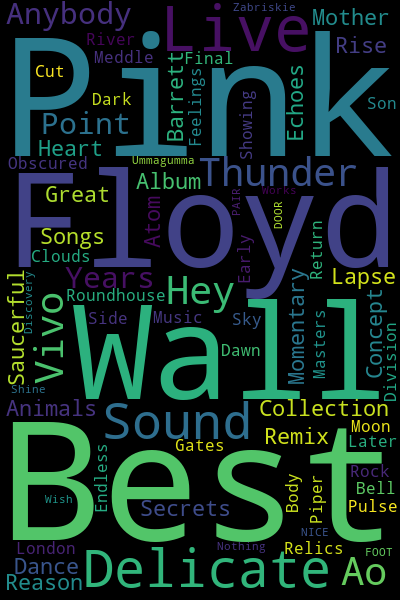 Zabriskie
Anybody
Live
Mother
River
Rise
Pink
Meddle
Final
Cut
Barrett
Feelings
Showing
Echoes
Dark
Son
Point
Heart
Obscured
Ummagumma
Thunder
Album
Floyd
Great
Atom
PAIR
Works
DOOR
Songs
Early
Return
Clouds
Years
Hey
Lapse
Saucerful
Discovery
Vivo
Roundhouse
Momentary
Masters
Concept
Division
Side
Music
Sky
Wall
Dawn
Shine
Animals
Sound
Collection
Best
Remix
Moon
Later
Gates
Endless
Rock
Body
Piper
Bell
Wish
Secrets
Pulse
London
Nothing
NICE
Relics
FOOT
Dance
Reason
Delicate
Ao